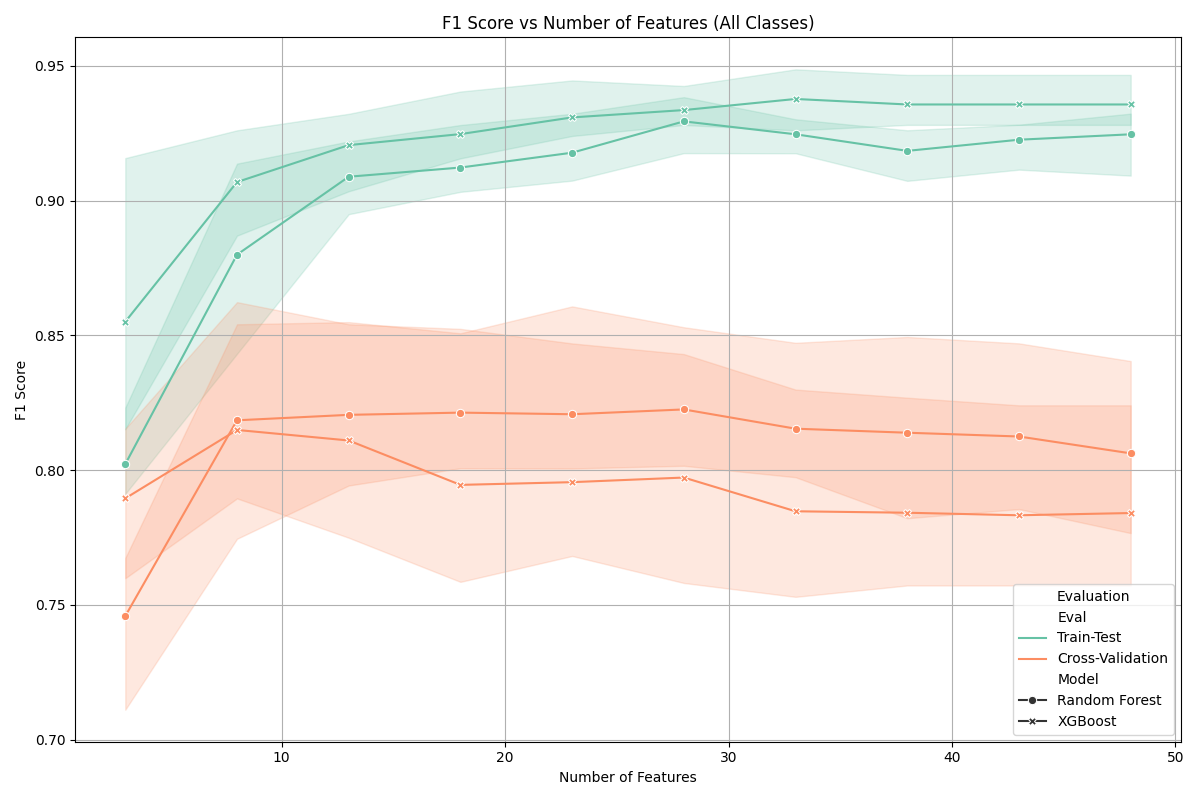 F1 Score vs Number of Features (All Classes)
0.95
0.90
0.85
0.80
0.75
0.70
F1 Score
10
20
30
40
50
Number of Features
Evaluation
Eval
Train-Test
Cross-Validation
Model
Random Forest
XGBoost